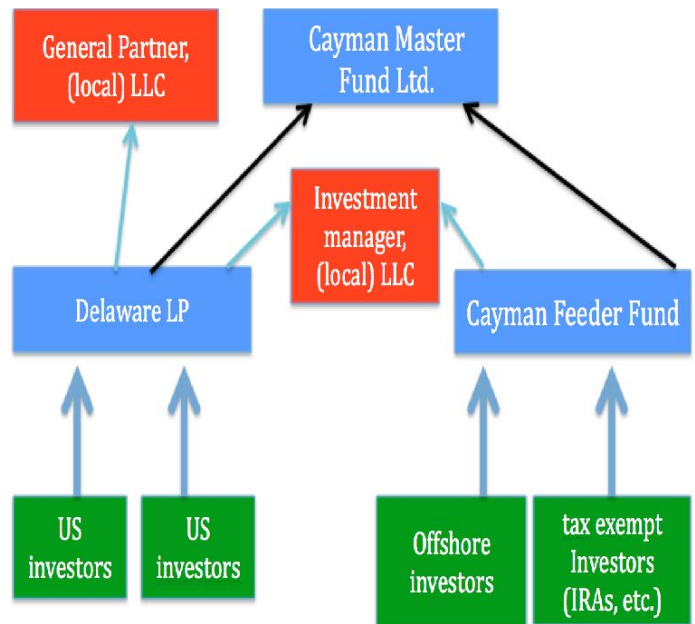 General Partner,
(local) LLC
Cayman Master
Fund Ltd.
Investment
manager,
(local) LLC
Delaware LP
Cayman Feeder Fund
US
investors
US
investors
Offshore
investors
tax exempt
Investors
(IRAs, etc.)